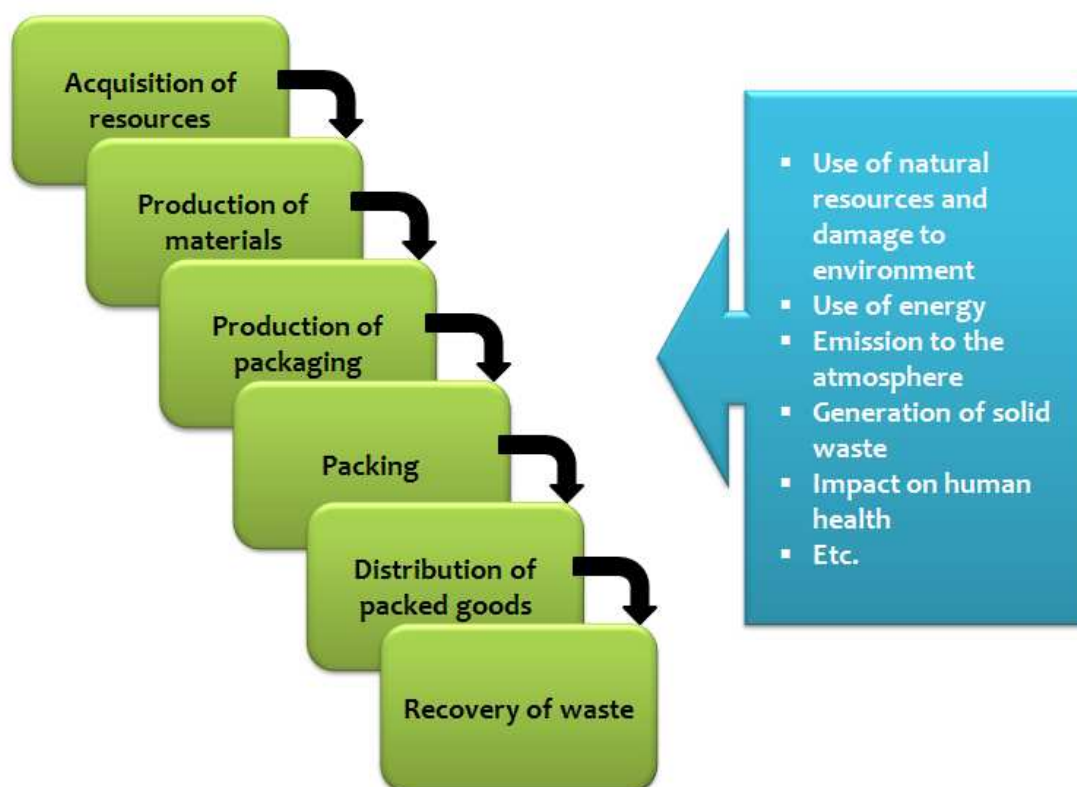 Acquisition of
resources
Production of
materials
Production of
packaging
Packing
Distribution of
packed goods
Recovery of waste
▪ Use of natural
resources and
damage to
environment
▪ Use of energy
▪ Emission to the
atmosphere
▪ Generation of solid
waste
▪ Impact on human
health
▪ Etc.